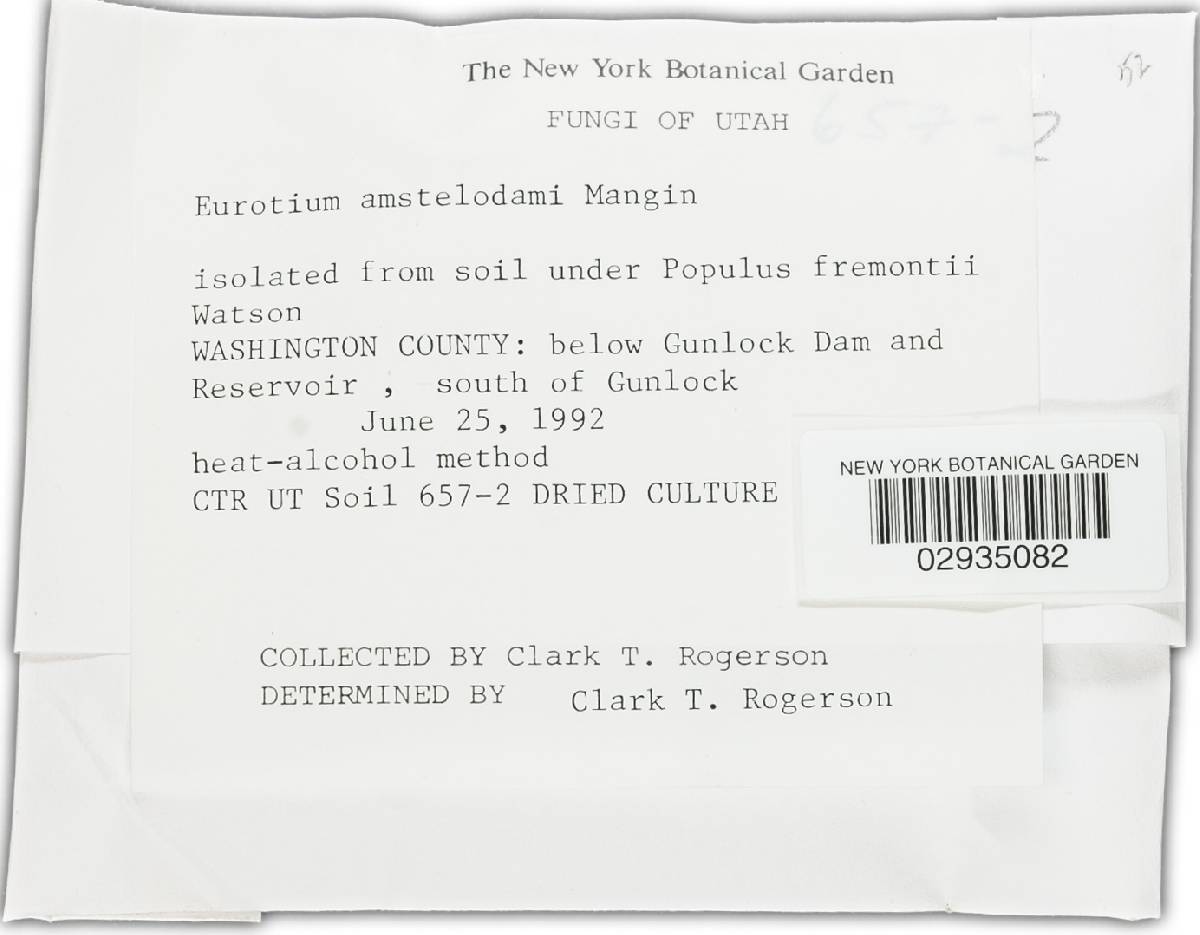 The New York Botanical Garden
FUNGI OF UTAH
657-2
Eurotium amstelodami Mangin
isolated from soil under Populus fremontii
Watson
WASHINGTON COUNTY: below Gunlock Dam and
Reservoir , south of Gunlock
June 25, 1992
heat-alcohol method
CTR UT Soil 657-2 DRIED CULTURE
NEW YORK BOTANICAL GARDEN
02935082
COLLECTED BY Clark T. Rogerson
DETERMINED BY Clark T. Rogerson